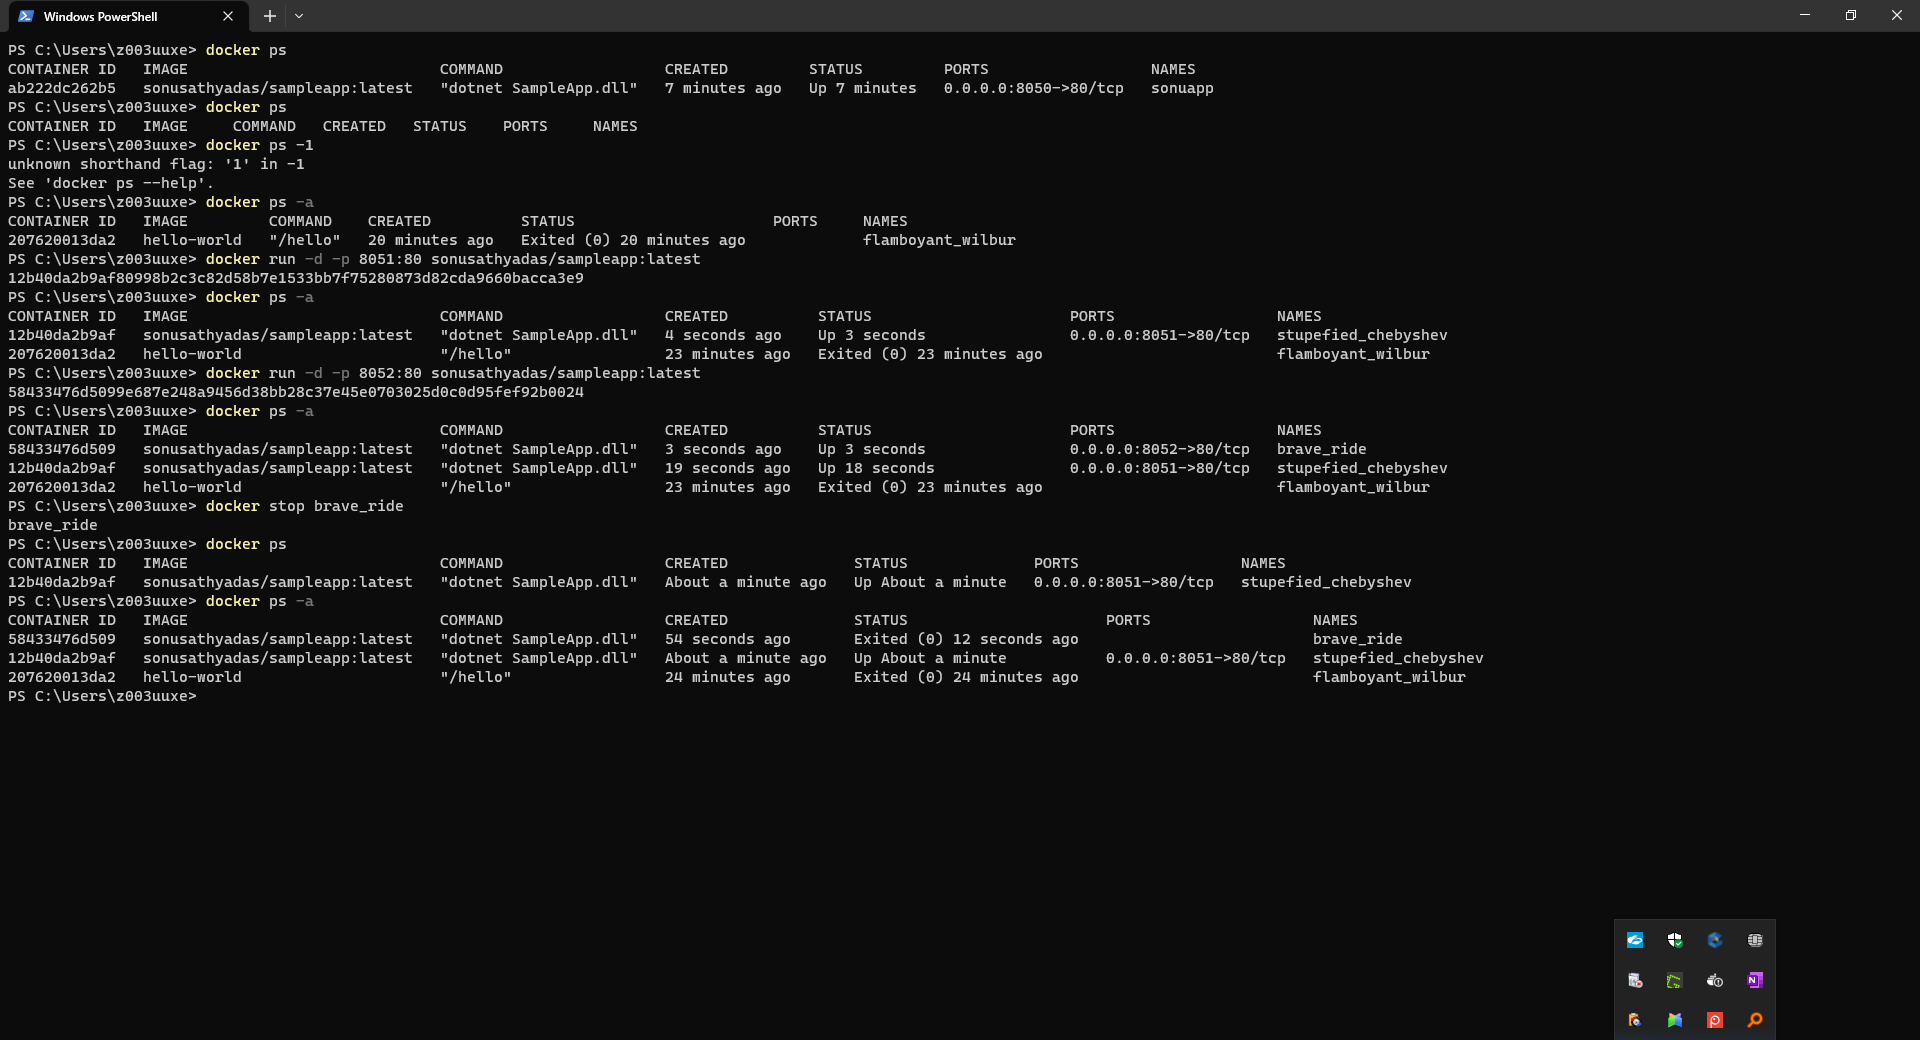 Windows PowerShell
PS C:\Users\z003uuxe> docker ps
CONTAINER ID   IMAGE                            COMMAND                  CREATED         STATUS         PORTS                  NAMES
ab222dc262b5   sonusathyadas/sampleapp:latest   "dotnet SampleApp.dll"   7 minutes ago   Up 7 minutes   0.0.0.0:8050->80/tcp   sonuapp
PS C:\Users\z003uuxe> docker ps
CONTAINER ID   IMAGE     COMMAND   CREATED   STATUS    PORTS     NAMES
PS C:\Users\z003uuxe> docker ps -1
unknown shorthand flag: '1' in -1
See 'docker ps --help'.
PS C:\Users\z003uuxe> docker ps -a
CONTAINER ID   IMAGE         COMMAND    CREATED          STATUS                      PORTS     NAMES
207620013da2   hello-world   "/hello"   20 minutes ago   Exited (0) 20 minutes ago             flamboyant_wilbur
PS C:\Users\z003uuxe> docker run -d -p 8051:80 sonusathyadas/sampleapp:latest
12b40da2b9af80998b2c3c82d58b7e1533bb7f75280873d82cda9660bacca3e9
PS C:\Users\z003uuxe> docker ps -a
CONTAINER ID   IMAGE                            COMMAND                  CREATED          STATUS                      PORTS                  NAMES
12b40da2b9af   sonusathyadas/sampleapp:latest   "dotnet SampleApp.dll"   4 seconds ago    Up 3 seconds                0.0.0.0:8051->80/tcp   stupefied_chebyshev
207620013da2   hello-world                      "/hello"                 23 minutes ago   Exited (0) 23 minutes ago                          flamboyant_wilbur
PS C:\Users\z003uuxe> docker run -d -p 8052:80 sonusathyadas/sampleapp:latest
58433476d5099e687e248a9456d38bb28c37e45e0703025d0c0d95fef92b0024
PS C:\Users\z003uuxe> docker ps -a
CONTAINER ID   IMAGE                            COMMAND                  CREATED          STATUS                      PORTS                  NAMES
58433476d509   sonusathyadas/sampleapp:latest   "dotnet SampleApp.dll"   3 seconds ago    Up 3 seconds                0.0.0.0:8052->80/tcp   brave_ride
12b40da2b9af   sonusathyadas/sampleapp:latest   "dotnet SampleApp.dll"   19 seconds ago   Up 18 seconds               0.0.0.0:8051->80/tcp   stupefied_chebyshev
207620013da2   hello-world                      "/hello"                 23 minutes ago   Exited (0) 23 minutes ago                          flamboyant_wilbur
PS C:\Users\z003uuxe> docker stop brave_ride
brave_ride
PS C:\Users\z003uuxe> docker ps
CONTAINER ID   IMAGE                            COMMAND                  CREATED              STATUS              PORTS                  NAMES
12b40da2b9af   sonusathyadas/sampleapp:latest   "dotnet SampleApp.dll"   About a minute ago   Up About a minute   0.0.0.0:8051->80/tcp   stupefied_chebyshev
PS C:\Users\z003uuxe> docker ps -a
CONTAINER ID   IMAGE                            COMMAND                  CREATED              STATUS                      PORTS                  NAMES
58433476d509   sonusathyadas/sampleapp:latest   "dotnet SampleApp.dll"   54 seconds ago       Exited (0) 12 seconds ago                          brave_ride
12b40da2b9af   sonusathyadas/sampleapp:latest   "dotnet SampleApp.dll"   About a minute ago   Up About a minute           0.0.0.0:8051->80/tcp   stupefied_chebyshev
207620013da2   hello-world                      "/hello"                 24 minutes ago       Exited (0) 24 minutes ago                          flamboyant_wilbur
PS C:\Users\z003uuxe>